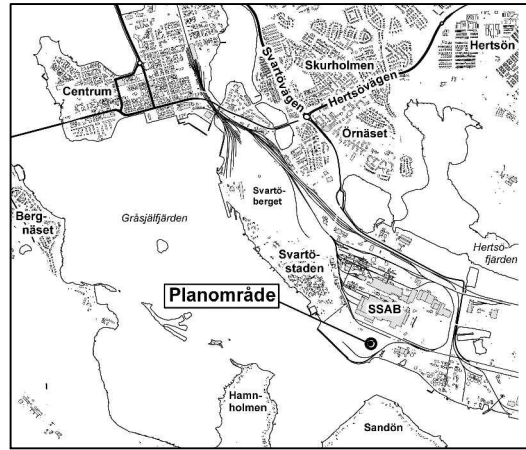 Hertsön
Skurholmen
Svartövägen
Hertsövägen
Centrum
Örnäset
Svartö-
berget
Berg-
näset
Gråsjälfjärden
Hertsö
fjärden
Svartö-
staden
Planområde
SSAB
Hamn-
holmen
Sandön